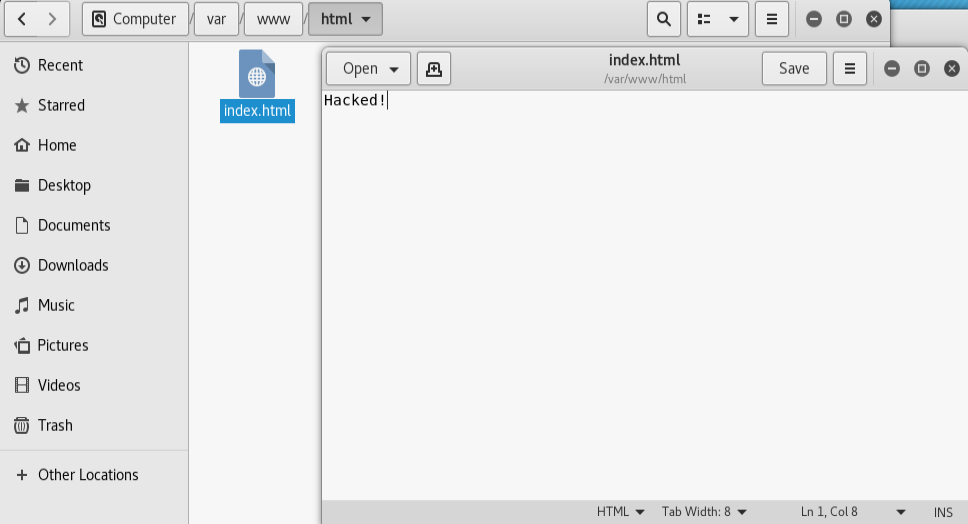 Computer / var / www / html
Recent
Starred
Home
Desktop
Documents
Downloads
Music
Pictures
Videos
Trash
Other Locations
index.html
Open
index.html
/var/www/html
Save
Hacked!
HTML Tab Width: 8 Ln 1, Col 8 INS